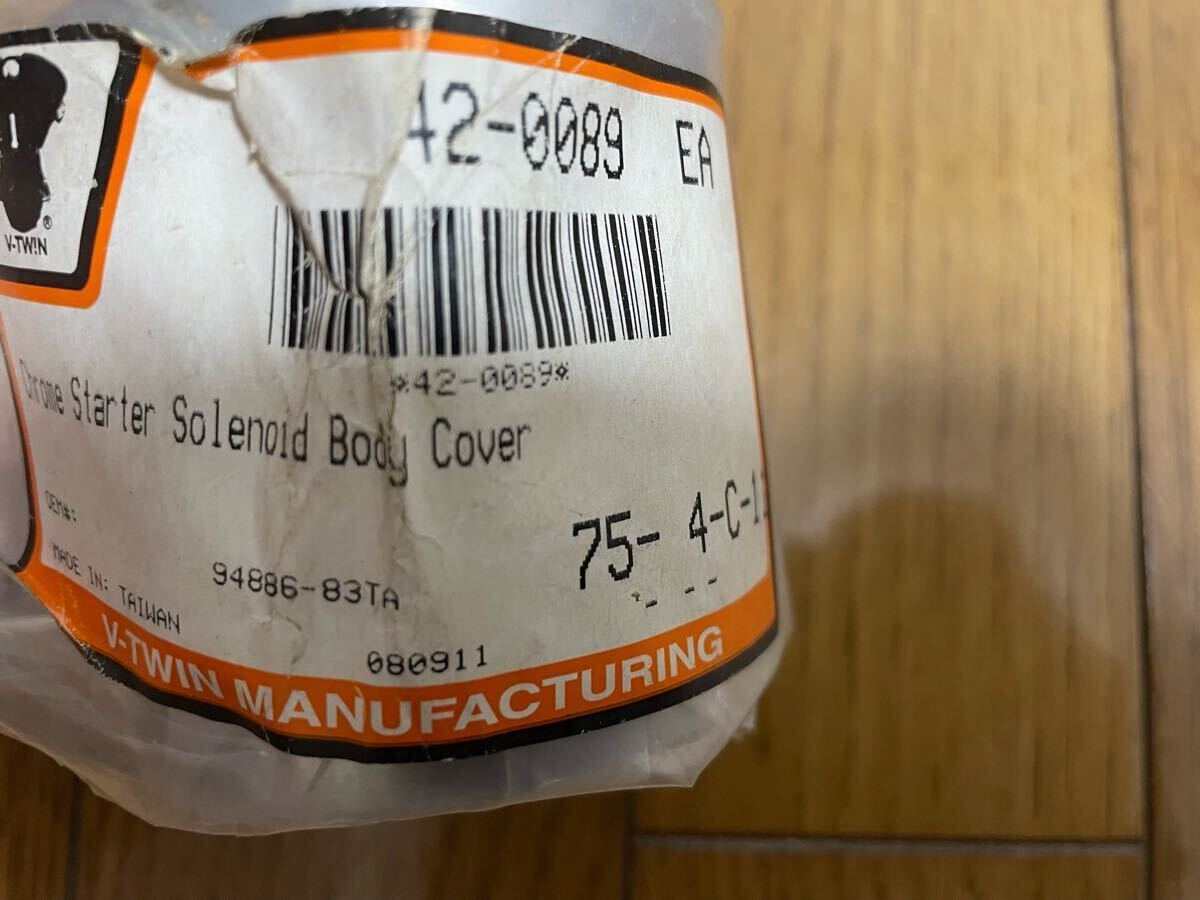 42-0089 EA
®
V-TWIN
*42-0089*
Chrome Starter Solenoid Body Cover
75- 4-C-11
OEM#:
94886-83TA
MADE IN: TAIWAN
080911
V-TWIN MANUFACTURING